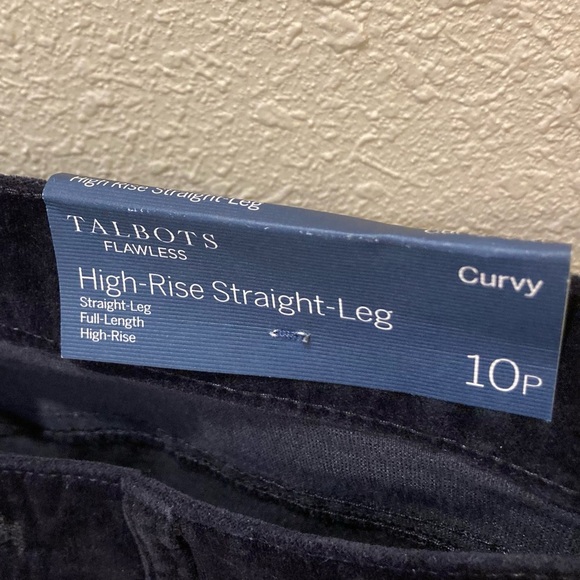 High-Rise Straight-Leg
TALBOTS
FLAWLESS
Curvy
High-Rise Straight-Leg
Straight-Leg
Full-Length
High-Rise
10P